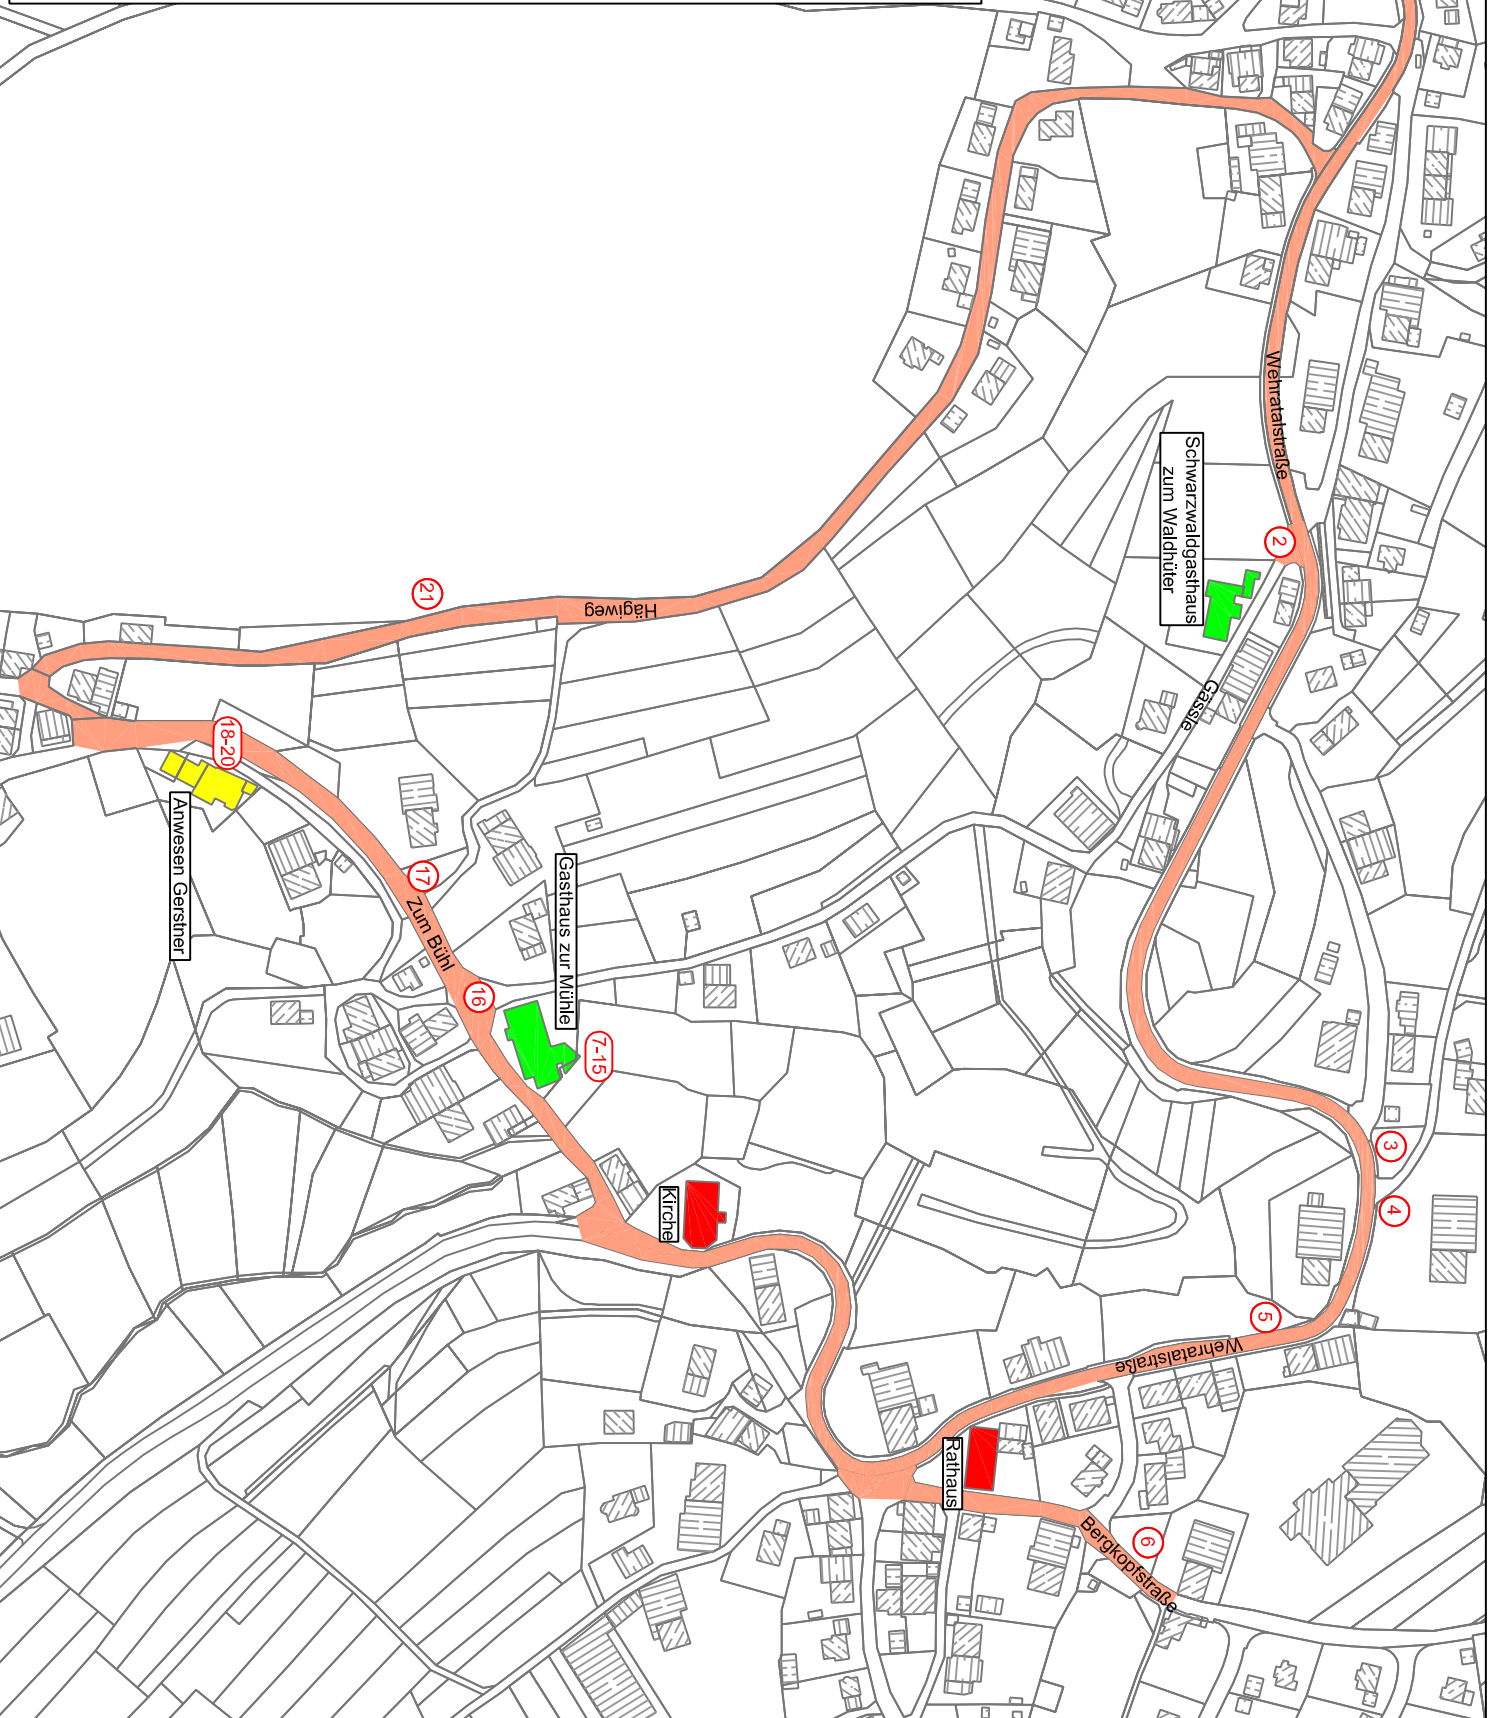 Wehratalstraße
Schwarzwaldgasthaus
zum Waldhüter
2
Gässle
21
Hägiweg
18-20
Anwesen Gerstner
17
Zum Bühl
Gasthaus zur Mühle
16
7-15
Kirche
3
4
5
Wehratalstraße
Rathaus
6
Bergkopfstraße